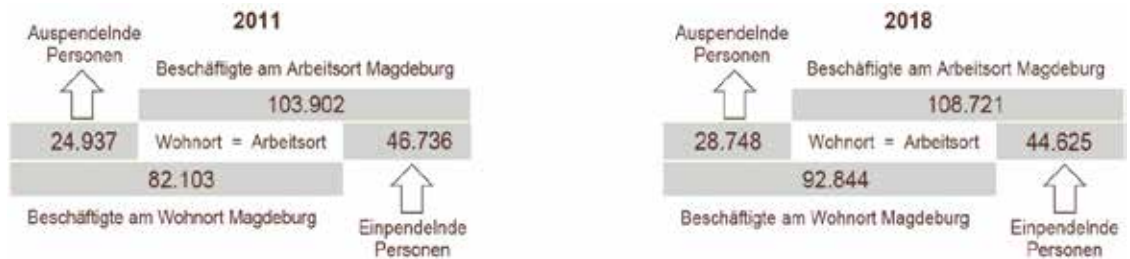 2011
Auspendelnde
Personen
Beschäftigte am Arbeitsort Magdeburg
103.902
24.937 Wohnort = Arbeitsort 46.736
82.103
Beschäftigte am Wohnort Magdeburg
Einpendelnde
Personen
2018
Auspendelnde
Personen
Beschäftigte am Arbeitsort Magdeburg
108.721
28.748 Wohnort = Arbeitsort 44.625
92.844
Beschäftigte am Wohnort Magdeburg
Einpendelnde
Personen